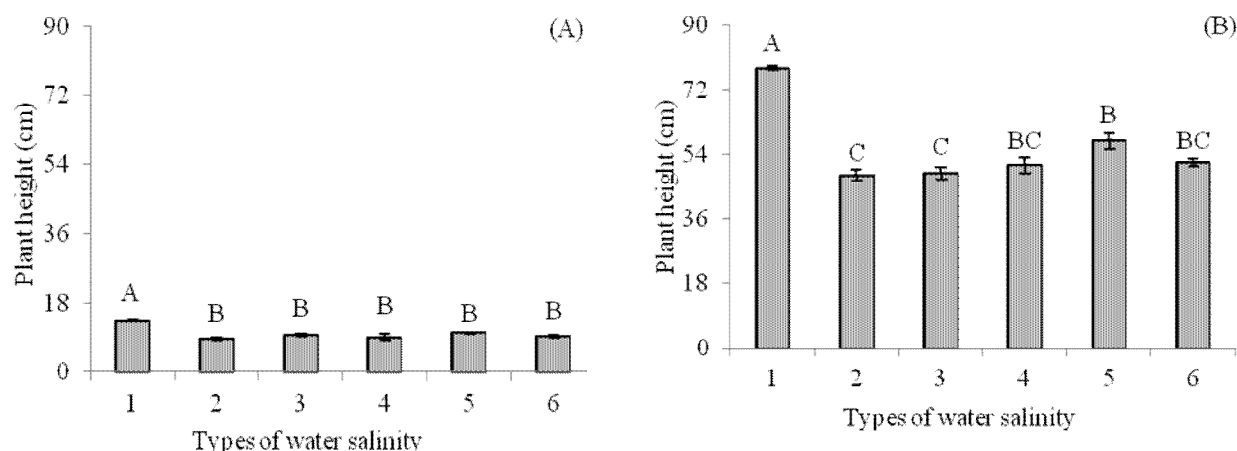 (A)
Plant height (cm)
90
72
54
36
18
0
A
B
B
B
B
B
1 2 3 4 5 6
Types of water salinity
(B)
Plant height (cm)
90
72
54
36
18
0
A
C
C
BC
B
BC
1 2 3 4 5 6
Types of water salinity